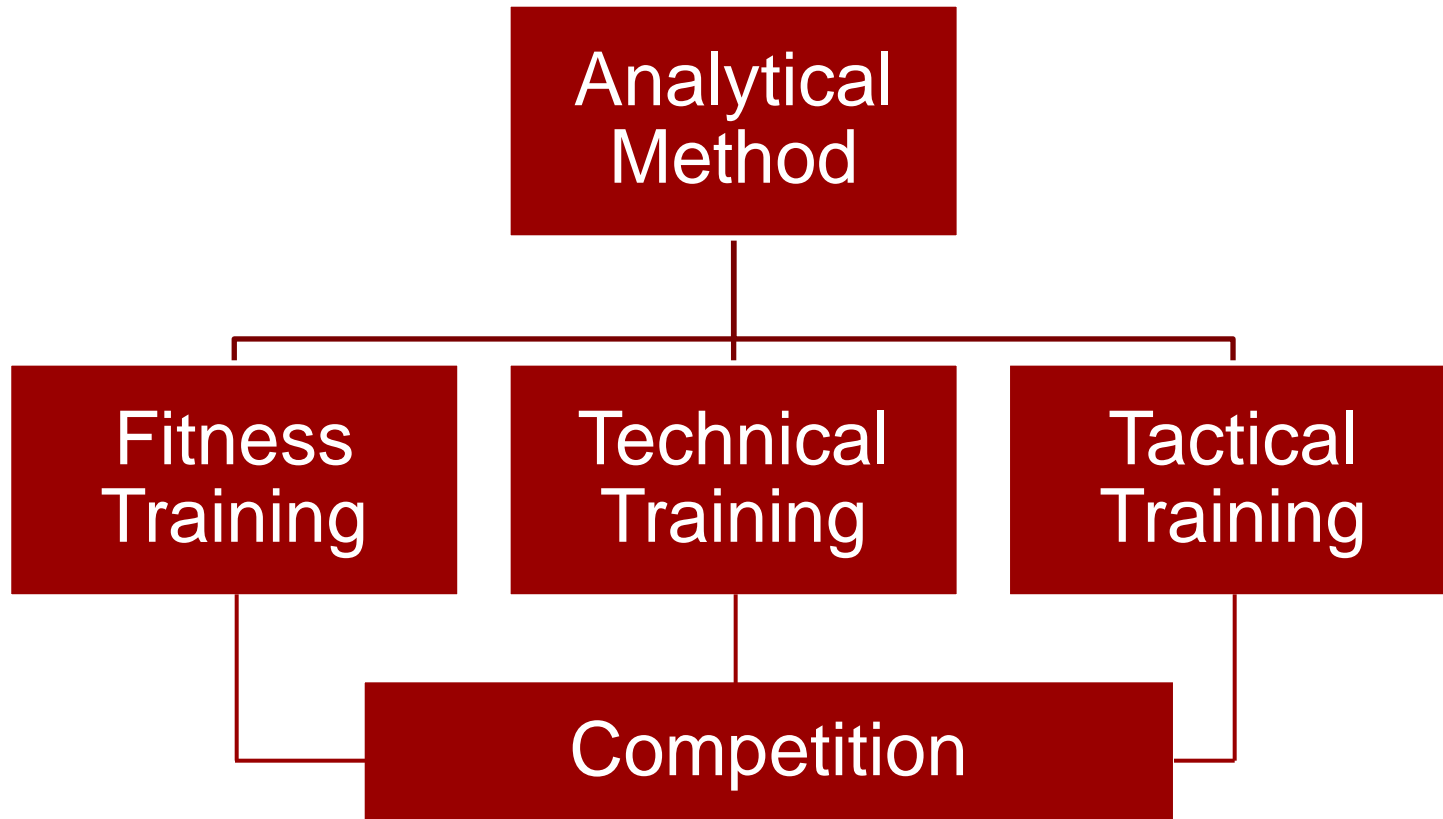 Analytical
Method
Fitness
Training
Technical
Training
Tactical
Training
Competition